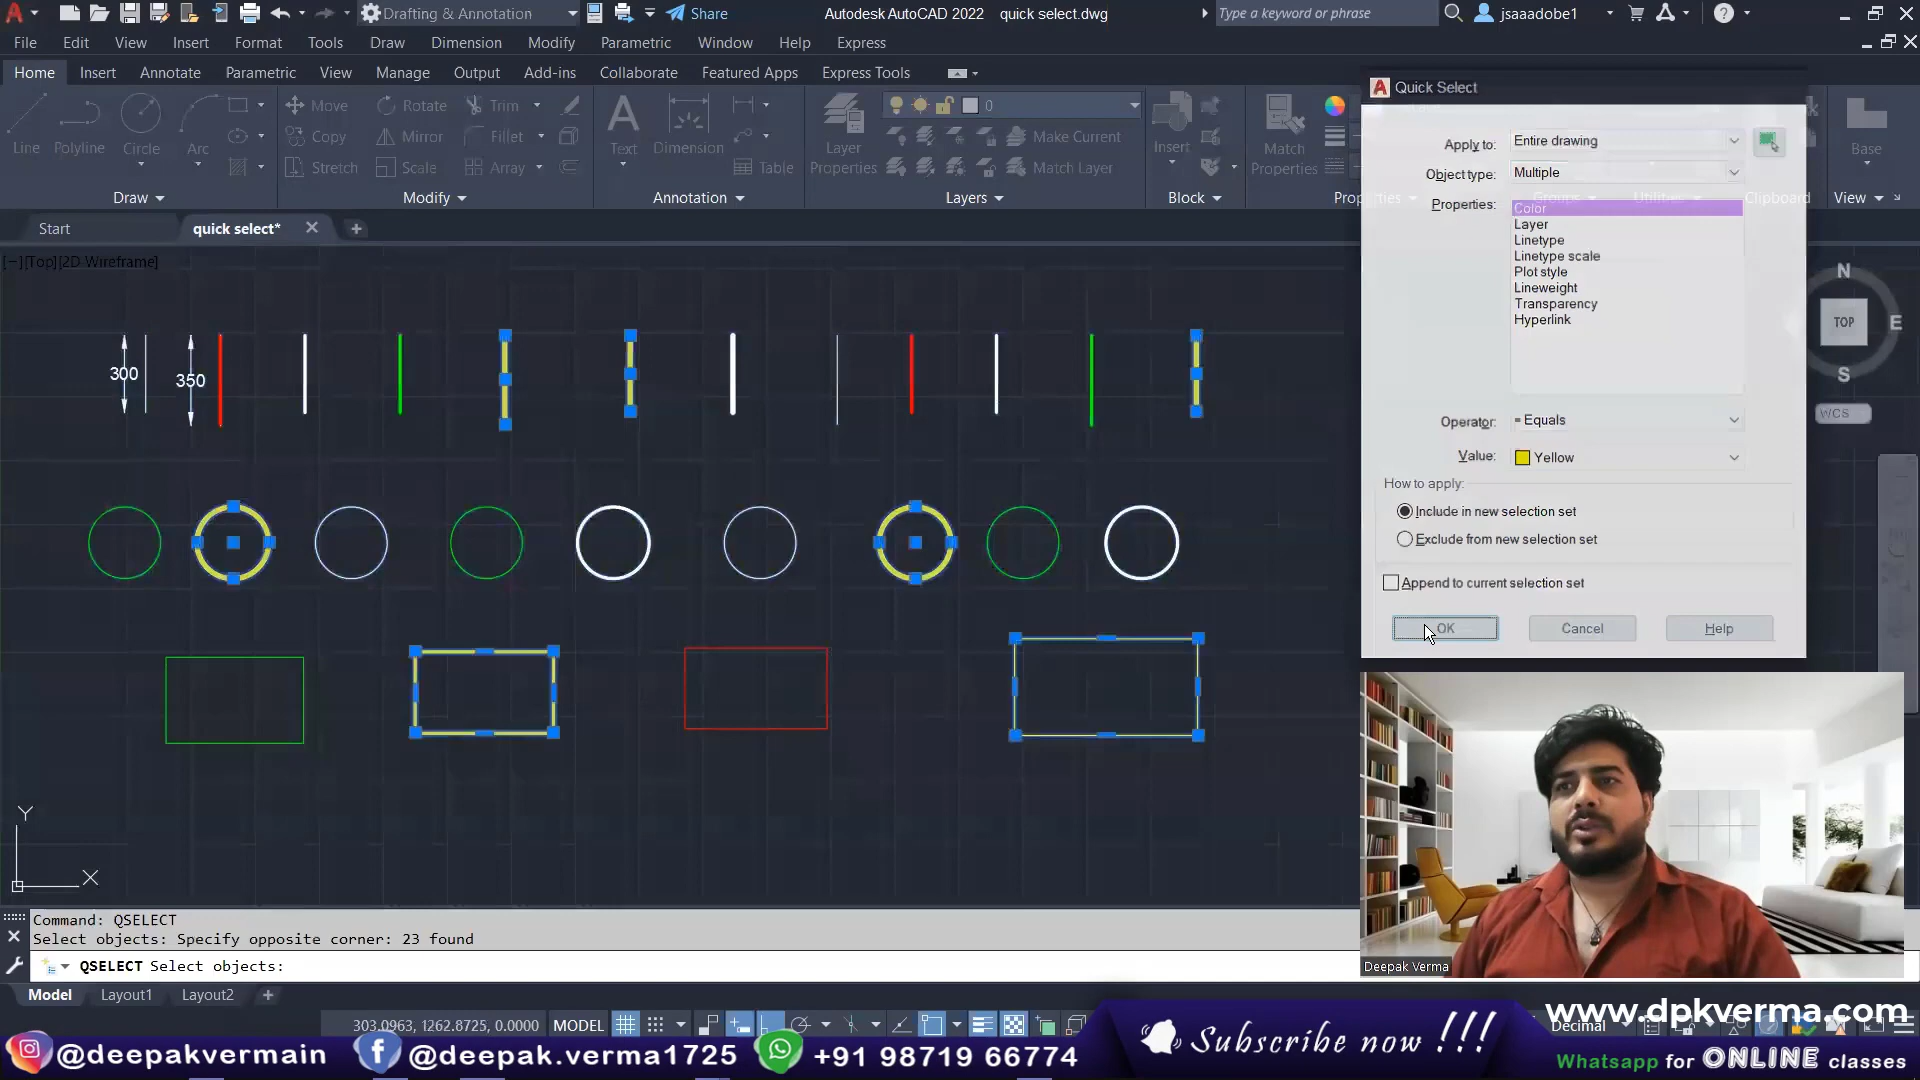 Drafting & Annotation
Share
Autodesk AutoCAD 2022 quick select.dwg
Type a keyword or phrase
jsaaadobe1
File Edit View Insert Format Tools Draw Dimension Modify Parametric Window Help Express
Home Insert Annotate Parametric View Manage Output Add-ins Collaborate Featured Apps Express Tools
Line Polyline Circle Arc
Move Rotate Trim
Copy Mirror Fillet
Stretch Scale Array
Text Dimension Table
Layer Properties
0
Make Current
Match Layer
Insert
Match Properties
Base
Draw Modify Annotation Layers Block Properties Groups Utilities Clipboard View
Start quick select*
[−][Top][2D Wireframe]
300
350
Quick Select
Apply to: Entire drawing
Object type: Multiple
Properties: Color
Layer
Linetype
Linetype scale
Plot style
Lineweight
Transparency
Hyperlink
Operator: = Equals
Value: Yellow
How to apply:
Include in new selection set
Exclude from new selection set
Append to current selection set
OK Cancel Help
N
TOP
E
S
WCS
Y
X
Command: QSELECT
Select objects: Specify opposite corner: 23 found
QSELECT Select objects:
Deepak Verma
Model Layout1 Layout2
303.0963, 1262.8725, 0.0000 MODEL
Decimal
www.dpkverma.com
@deepakvermain @deepak.verma1725 +91 98719 66774
Subscribe now !!!
Whatsapp for ONLINE classes